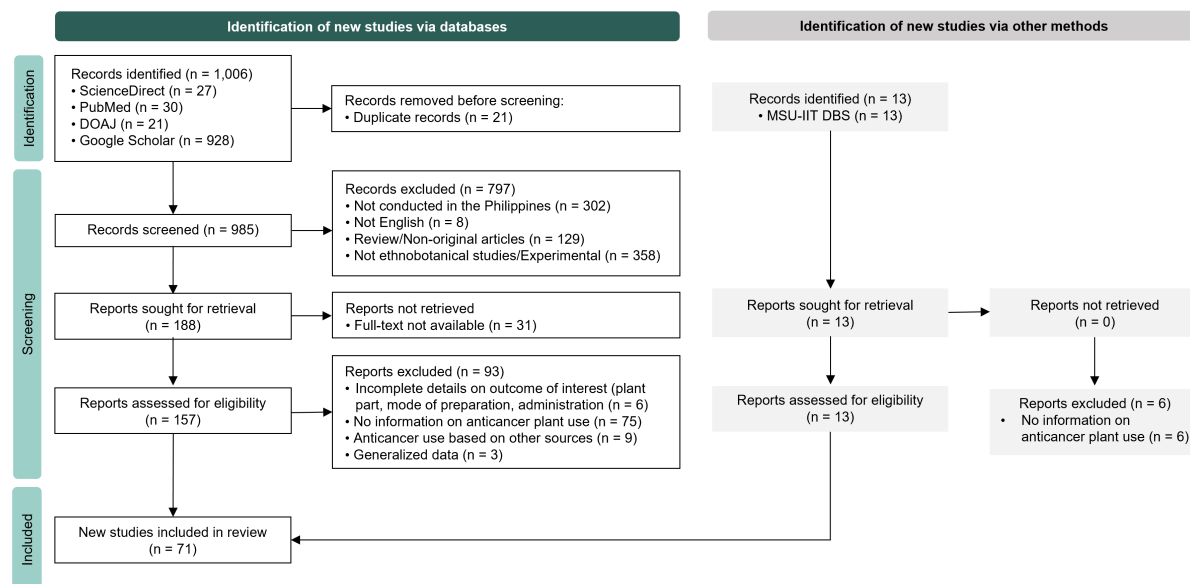 Identification of new studies via databases
Identification of new studies via other methods
Identification
Records identified (n = 1,006)
• ScienceDirect (n = 27)
• PubMed (n = 30)
• DOAJ (n = 21)
• Google Scholar (n = 928)
Records removed before screening:
• Duplicate records (n = 21)
Records identified (n = 13)
• MSU-IIT DBS (n = 13)
Screening
Records screened (n = 985)
Records excluded (n = 797)
• Not conducted in the Philippines (n = 302)
• Not English (n = 8)
• Review/Non-original articles (n = 129)
• Not ethnobotanical studies/Experimental (n = 358)
Reports sought for retrieval
(n = 188)
Reports not retrieved
• Full-text not available (n = 31)
Reports sought for retrieval
(n = 13)
Reports not retrieved
(n = 0)
Reports assessed for eligibility
(n = 157)
Reports excluded (n = 93)
• Incomplete details on outcome of interest (plant
part, mode of preparation, administration (n = 6)
• No information on anticancer plant use (n = 75)
• Anticancer use based on other sources (n = 9)
• Generalized data (n = 3)
Reports assessed for eligibility
(n = 13)
Reports excluded (n = 6)
• No information on
anticancer plant use (n = 6)
Included
New studies included in review
(n = 71)